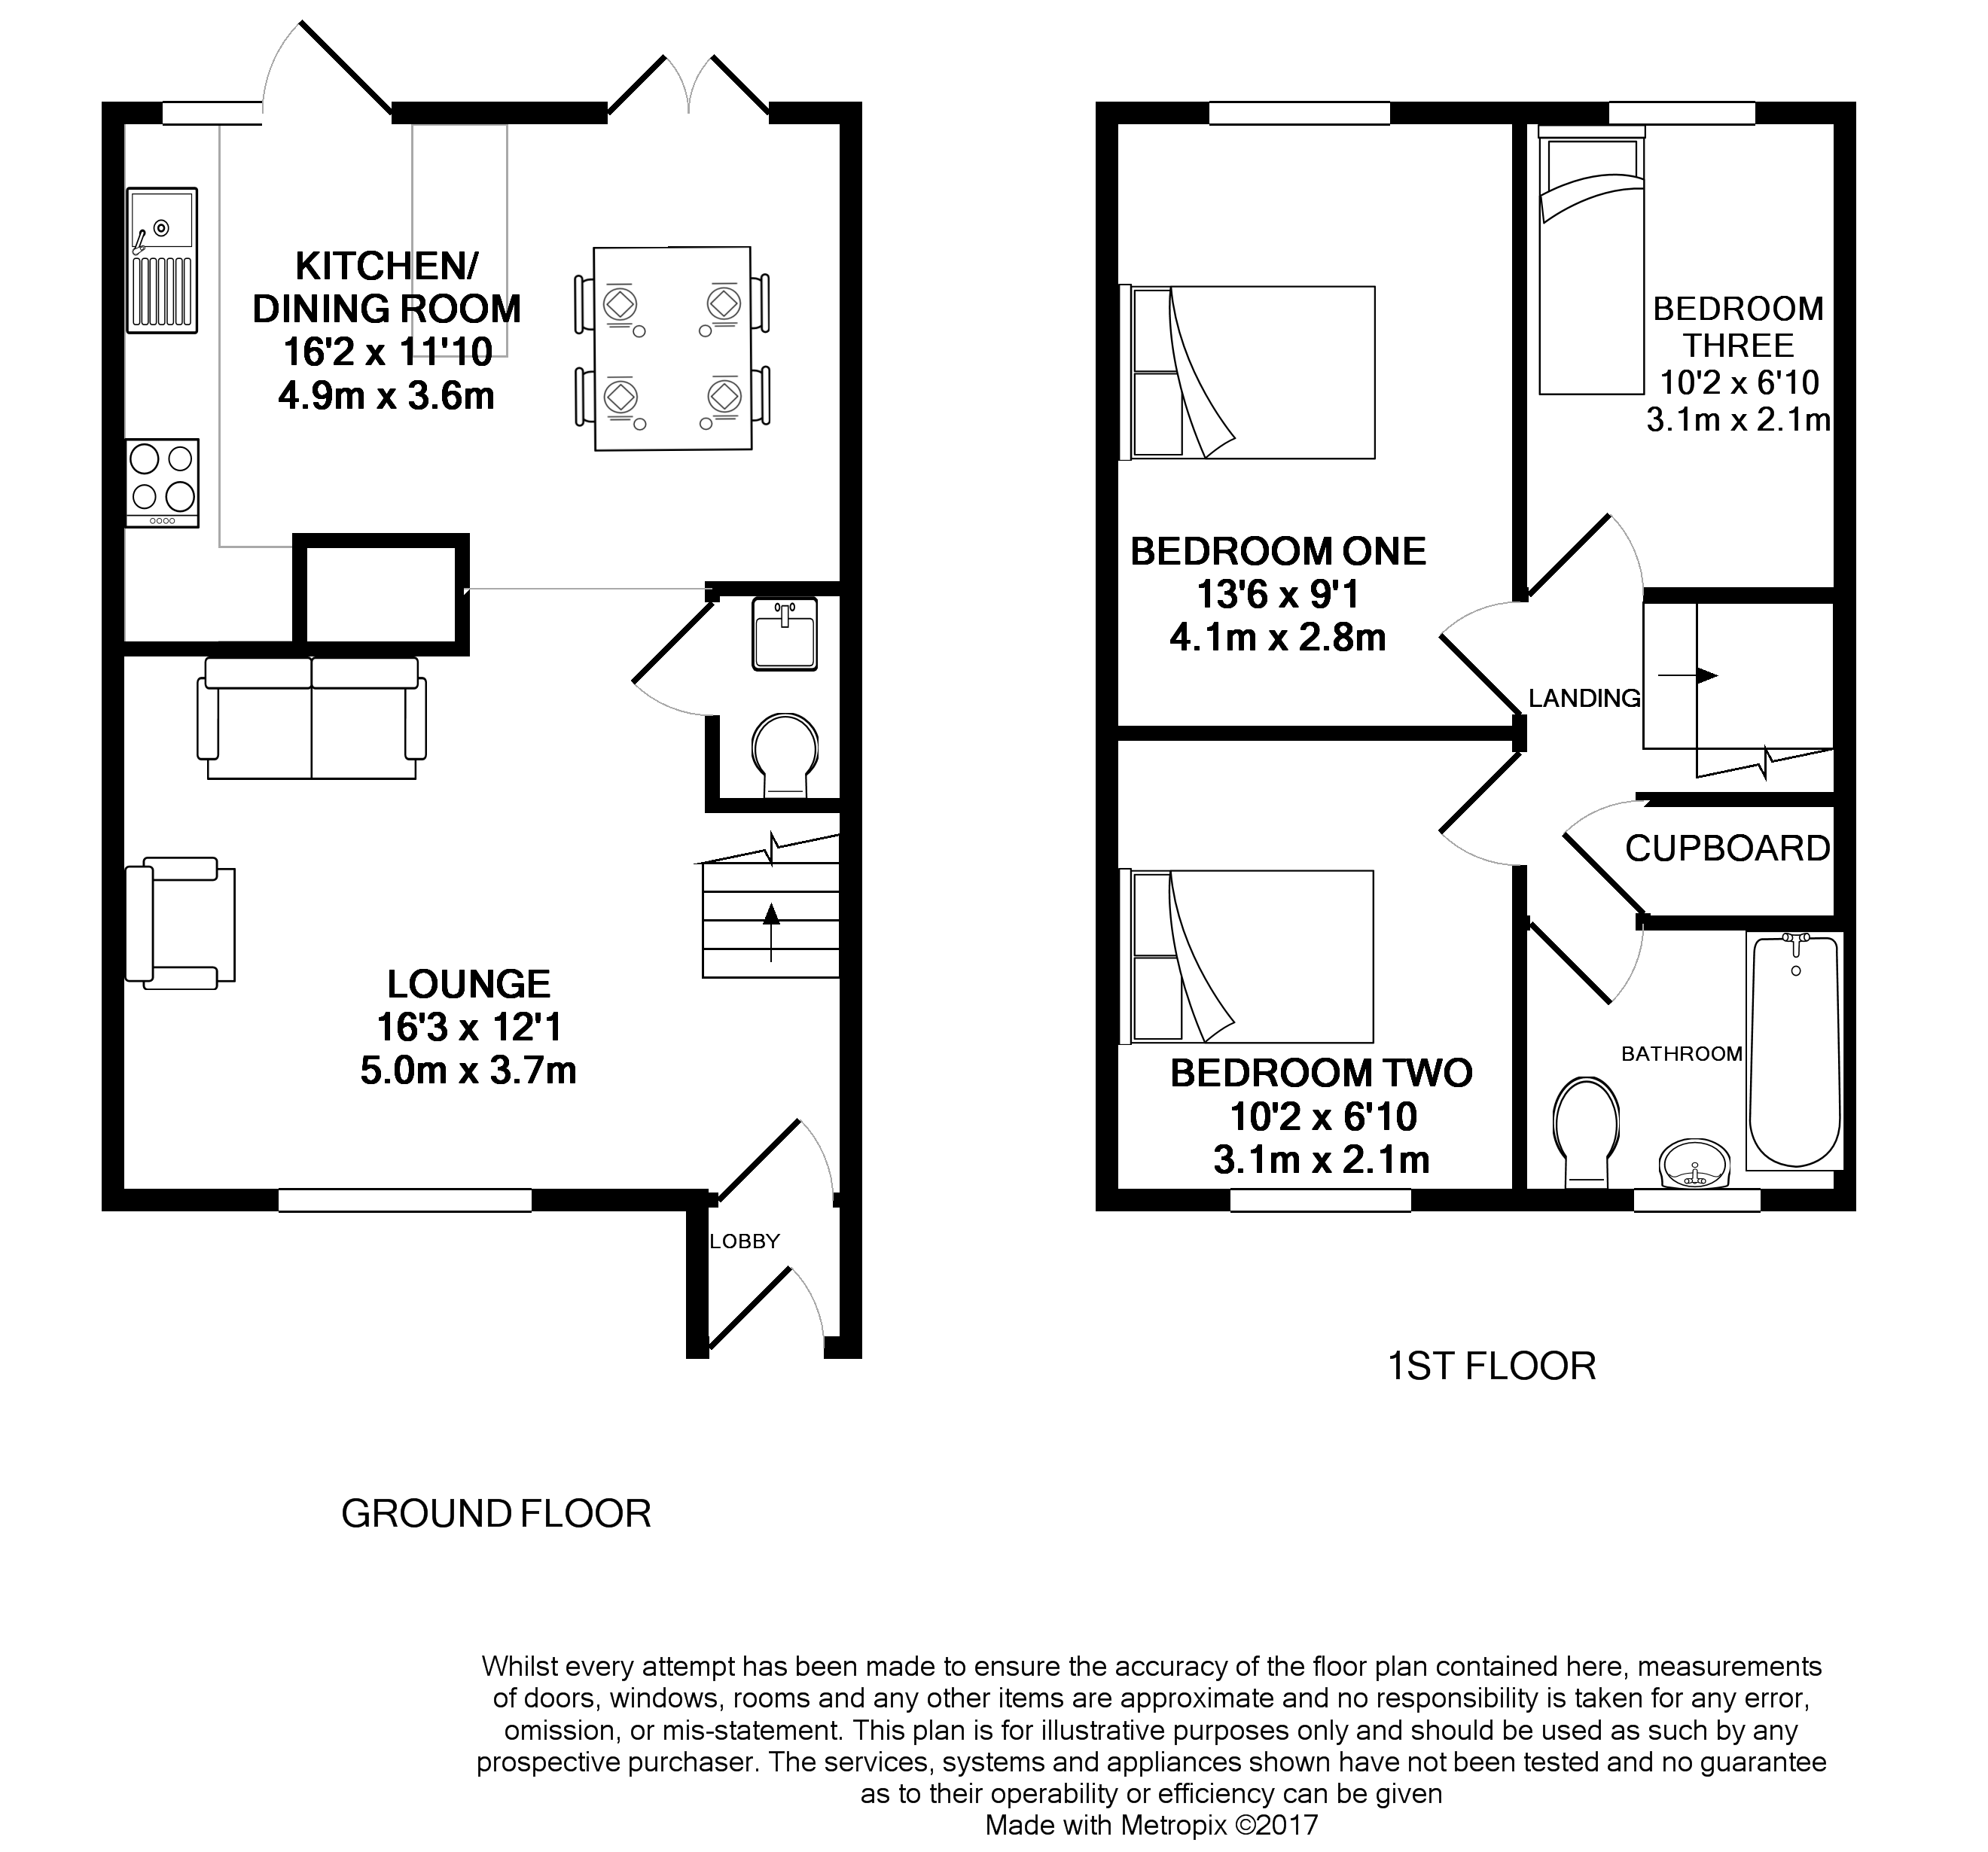 KITCHEN/
DINING ROOM
16'2 x 11'10
4.9m x 3.6m
LOUNGE
16'3 x 12'1
5.0m x 3.7m
LOBBY
GROUND FLOOR
BEDROOM ONE
13'6 x 9'1
4.1m x 2.8m
BEDROOM
THREE
10'2 x 6'10
3.1m x 2.1m
LANDING
CUPBOARD
BATHROOM
BEDROOM TWO
10'2 x 6'10
3.1m x 2.1m
1ST FLOOR
Whilst every attempt has been made to ensure the accuracy of the floor plan contained here, measurements
of doors, windows, rooms and any other items are approximate and no responsibility is taken for any error,
omission, or mis-statement. This plan is for illustrative purposes only and should be used as such by any
prospective purchaser. The services, systems and appliances shown have not been tested and no guarantee
as to their operability or efficiency can be given
Made with Metropix ©2017